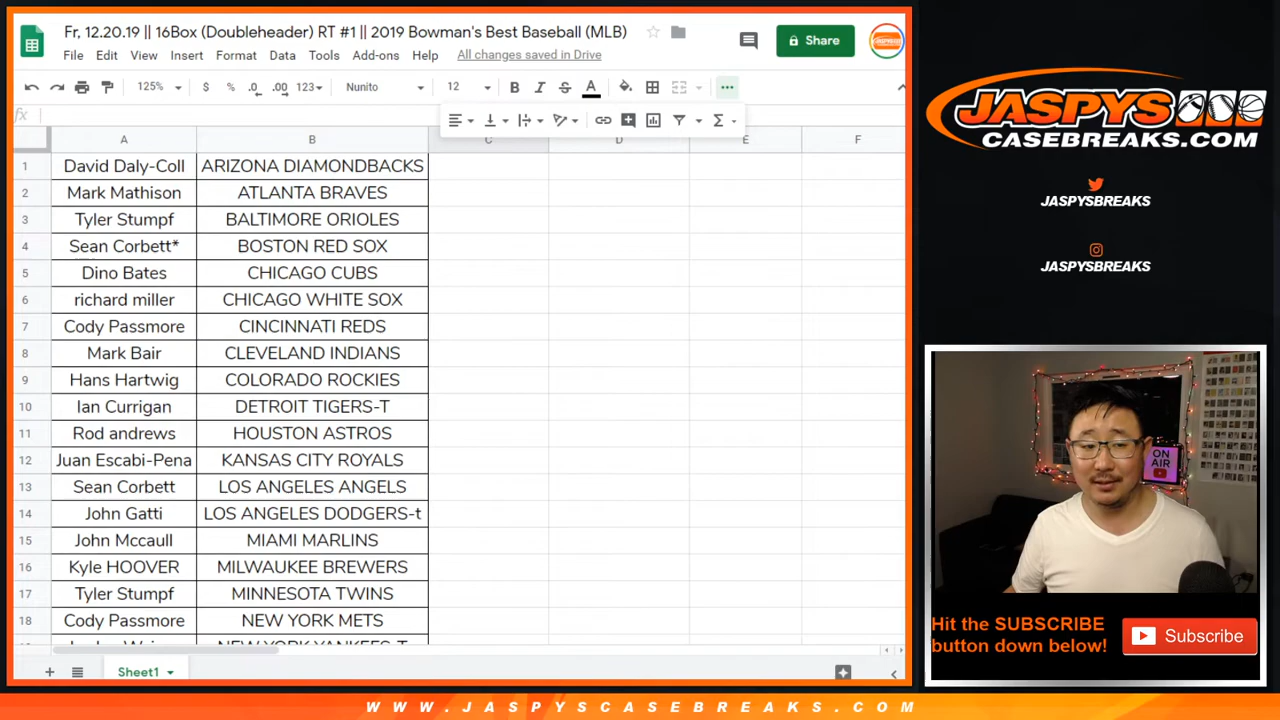 Fr, 12.20.19 || 16Box (Doubleheader) RT #1 || 2019 Bowman's Best Baseball (MLB)
File Edit View Insert Format Data Tools Add-ons Help All changes saved in Drive
Share
125% $ % .0 .00 123 Nunito 12 B I S A
fx
A B C D E F
1 David Daly-Coll ARIZONA DIAMONDBACKS
2 Mark Mathison ATLANTA BRAVES
3 Tyler Stumpf BALTIMORE ORIOLES
4 Sean Corbett* BOSTON RED SOX
5 Dino Bates CHICAGO CUBS
6 richard miller CHICAGO WHITE SOX
7 Cody Passmore CINCINNATI REDS
8 Mark Bair CLEVELAND INDIANS
9 Hans Hartwig COLORADO ROCKIES
10 Ian Currigan DETROIT TIGERS-T
11 Rod andrews HOUSTON ASTROS
12 Juan Escabi-Pena KANSAS CITY ROYALS
13 Sean Corbett LOS ANGELES ANGELS
14 John Gatti LOS ANGELES DODGERS-t
15 John Mccaull MIAMI MARLINS
16 Kyle HOOVER MILWAUKEE BREWERS
17 Tyler Stumpf MINNESOTA TWINS
18 Cody Passmore NEW YORK METS
NEW YORK YANKEES-T
Sheet1
JASPYS
CASEBREAKS.COM
JASPYSBREAKS
JASPYSBREAKS
ON
AIR
Hit the SUBSCRIBE
button down below!
Subscribe
WWW.JASPYSCASEBREAKS.COM